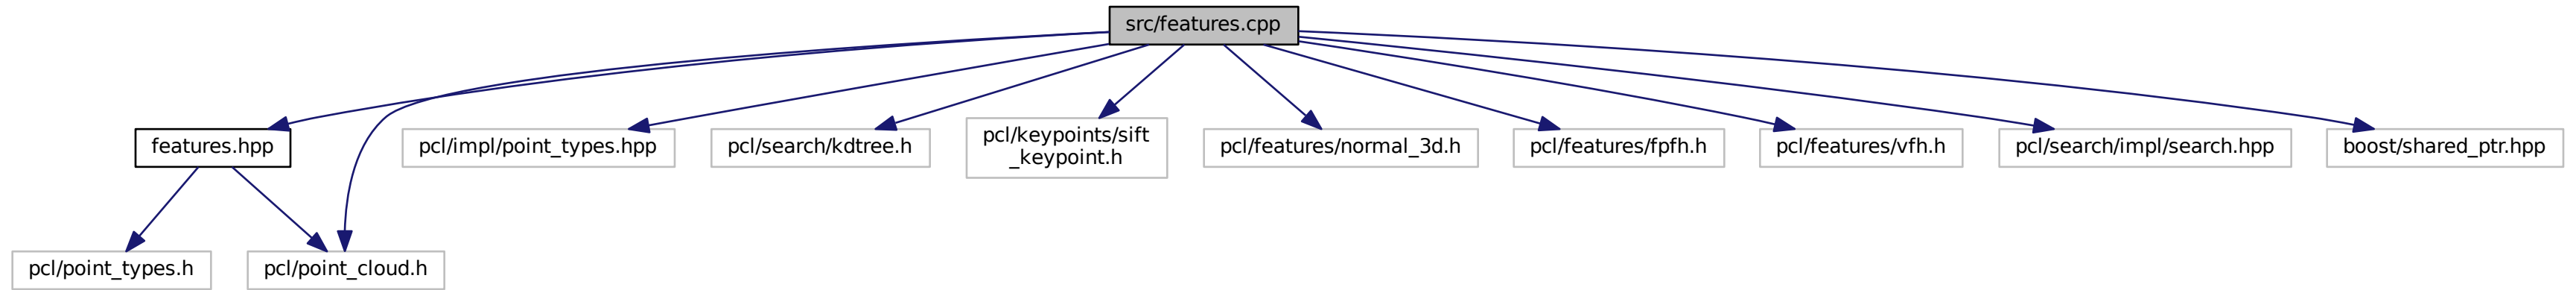 src/features.cpp
features.hpp
pcl/impl/point_types.hpp
pcl/search/kdtree.h
pcl/keypoints/sift
_keypoint.h
pcl/features/normal_3d.h
pcl/features/fpfh.h
pcl/features/vfh.h
pcl/search/impl/search.hpp
boost/shared_ptr.hpp
pcl/point_types.h
pcl/point_cloud.h